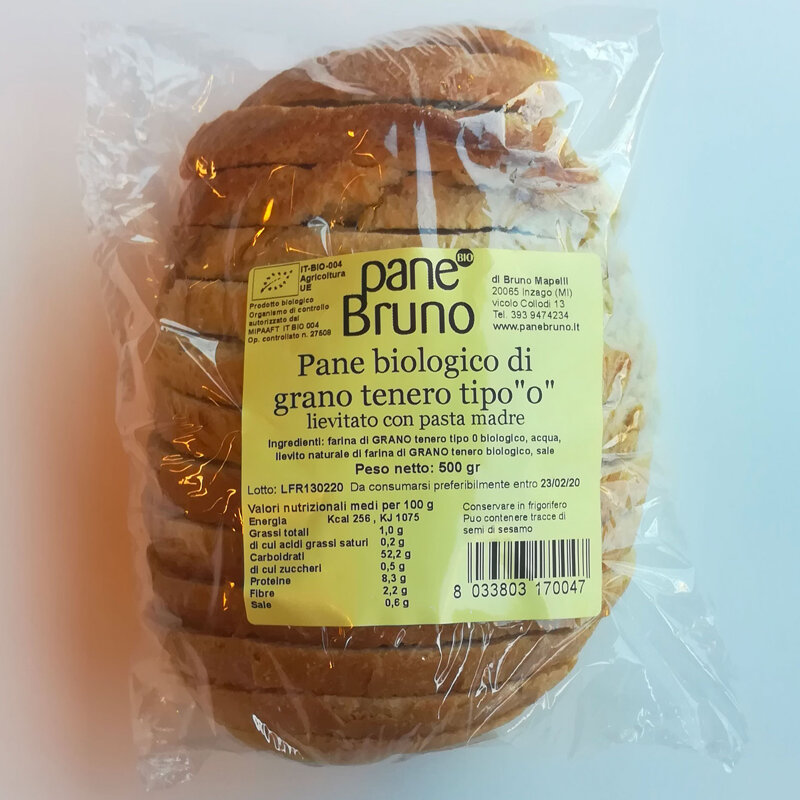 IT-BIO-004
Agricoltura
UE
Prodotto biologico
Organismo di controllo
autorizzato dal
MIPAAFT IT BIO 004
Op. controllato n. 27508
pane BIO
Bruno
di Bruno Mapelli
20065 Inzago (MI)
vicolo Collodi 13
Tel. 393 9474234
www.panebruno.it
Pane biologico di
grano tenero tipo"o"
lievitato con pasta madre
Ingredienti: farina di GRANO tenero tipo 0 biologico, acqua,
lievito naturale di farina di GRANO tenero biologico, sale
Peso netto: 500 gr
Lotto: LFR130220 Da consumarsi preferibilmente entro 23/02/20
Valori nutrizionali medi per 100 g
Energia Kcal 256 , KJ 1075
Grassi totali 1,0 g
di cui acidi grassi saturi 0,2 g
Carboidrati 52,2 g
di cui zuccheri 0,5 g
Proteine 8,3 g
Fibre 2,2 g
Sale 0,6 g
Conservare in frigorifero
Puo contenere tracce di
semi di sesamo
8 033803 170047